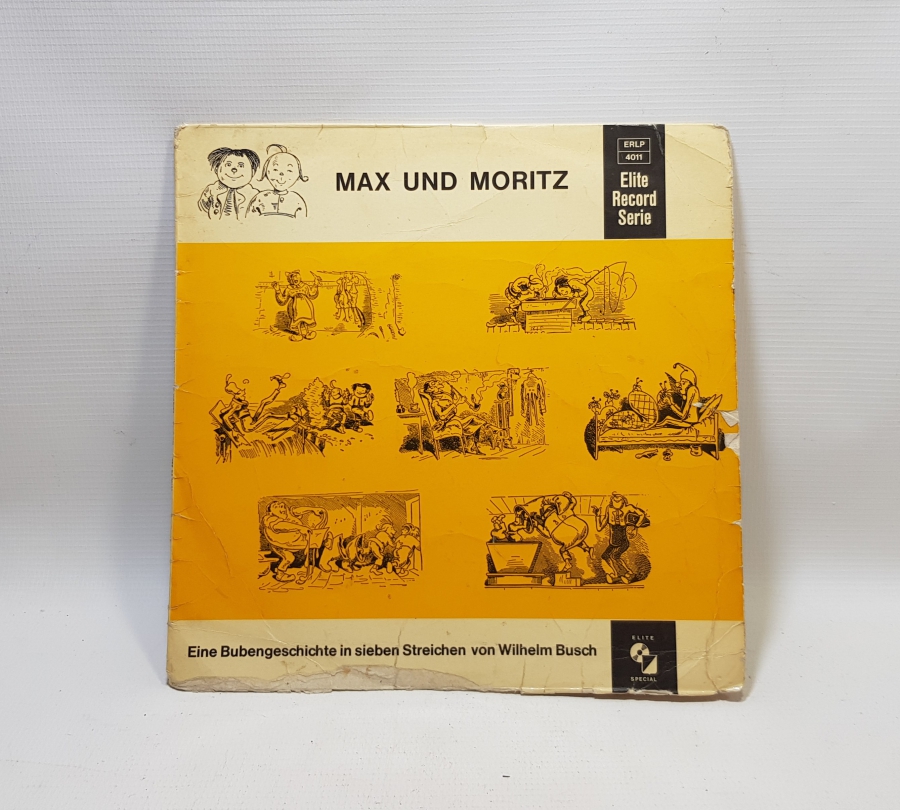 MAX UND MORITZ
ERLP
4011
Elite
Record
Serie
Eine Bubengeschichte in sieben Streichen von Wilhelm Busch
ELITE
SPECIAL